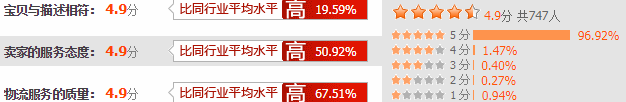 宝贝与描述相符： 4.9分 比同行业平均水平 高 19.59%
卖家的服务态度： 4.9分 比同行业平均水平 高 50.92%
物流服务的质量： 4.9分 比同行业平均水平 高 67.51%
4.9分 共747人
5 分 96.92%
4 分 1.47%
3 分 0.40%
2 分 0.27%
1 分 0.94%